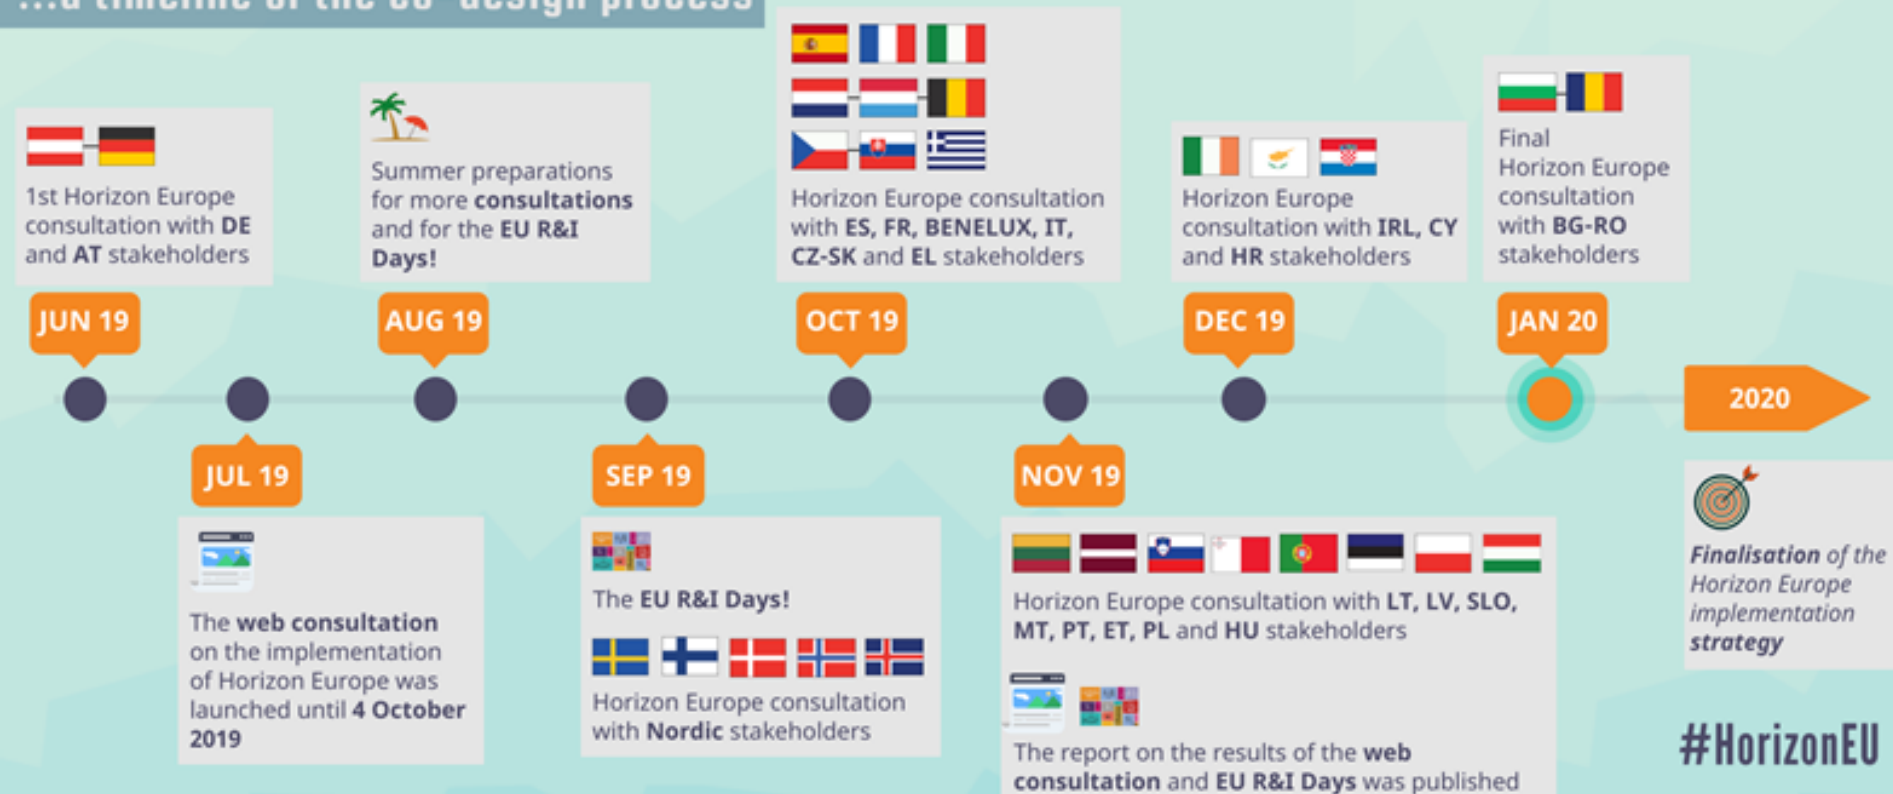 ...a timeline of the co-design process
1st Horizon Europe
consultation with DE
and AT stakeholders
JUN 19
JUL 19
The web consultation
on the implementation
of Horizon Europe was
launched until 4 October
2019
Summer preparations
for more consultations
and for the EU R&I
Days!
AUG 19
SEP 19
The EU R&I Days!
Horizon Europe consultation
with Nordic stakeholders
Horizon Europe consultation
with ES, FR, BENELUX, IT,
CZ-SK and EL stakeholders
OCT 19
NOV 19
Horizon Europe consultation with LT, LV, SLO,
MT, PT, ET, PL and HU stakeholders
The report on the results of the web
consultation and EU R&I Days was published
Horizon Europe
consultation with IRL, CY
and HR stakeholders
DEC 19
Final
Horizon Europe
consultation
with BG-RO
stakeholders
JAN 20
2020
Finalisation of the
Horizon Europe
implementation
strategy
#HorizonEU